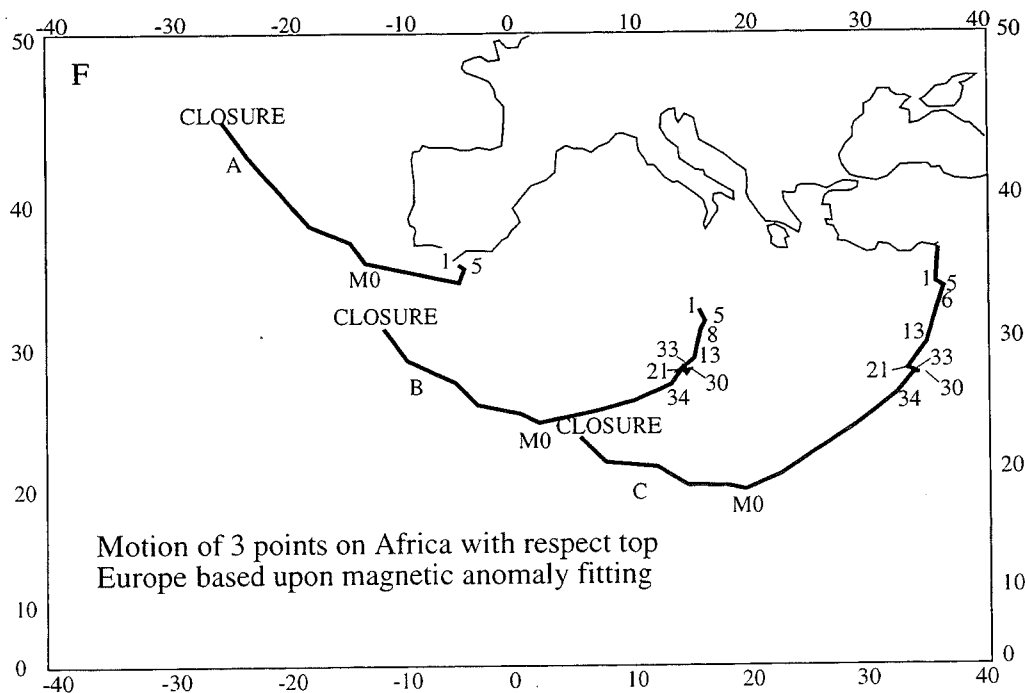 -40 -30 -20 -10 0 10 20 30 40
50 50
F
CLOSURE
A
40 40
1 5
M0
1 5
6
CLOSURE
1 5
8
13
30 30
33 13
33
21 30
21 30
B
34
34
CLOSURE
M0
20 20
C
M0
Motion of 3 points on Africa with respect top
Europe based upon magnetic anomaly fitting
10 10
0 0
-40 -30 -20 -10 0 10 20 30 40